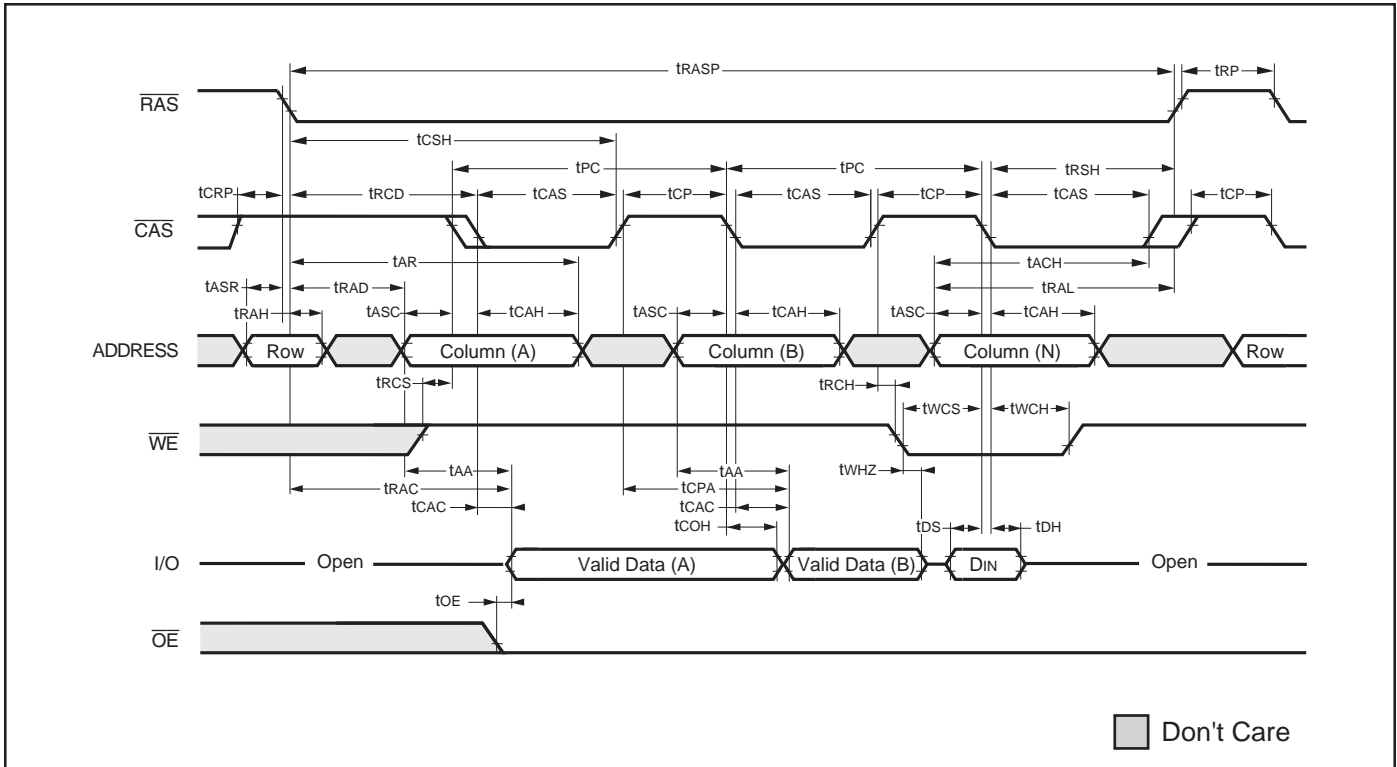 tRASP tRP
RAS
tCSH
tPC tPC tRSH
tCRP tRCD tCAS tCP tCAS tCP tCAS tCP
CAS
tAR tACH
tASR tRAD tRAL
tRAH tASC tCAH tASC tCAH tASC tCAH
ADDRESS Row Column (A) Column (B) Column (N) Row
tRCS tRCH
tWCS tWCH
WE
tAA tAA tWHZ
tRAC tCPA
tCAC tCAC
tCOH tDS tDH
I/O Open Valid Data (A) Valid Data (B) DIN Open
tOE
OE
Don't Care